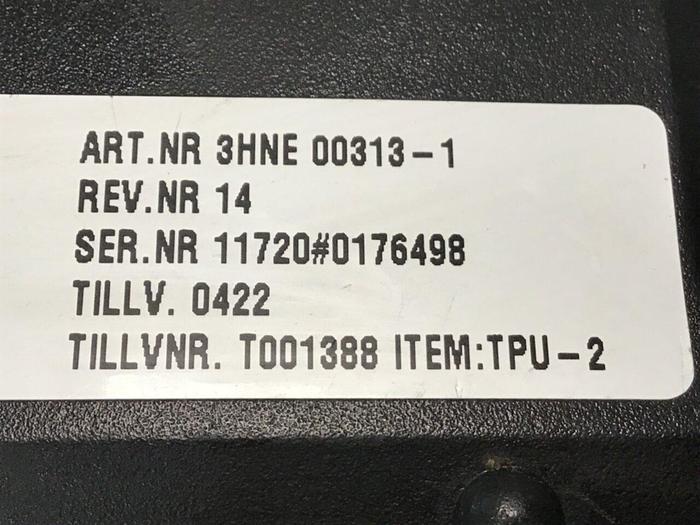 ART.NR 3HNE 00313-1
REV.NR 14
SER.NR 11720#0176498
TILLV. 0422
TILLVNR. T001388 ITEM:TPU-2